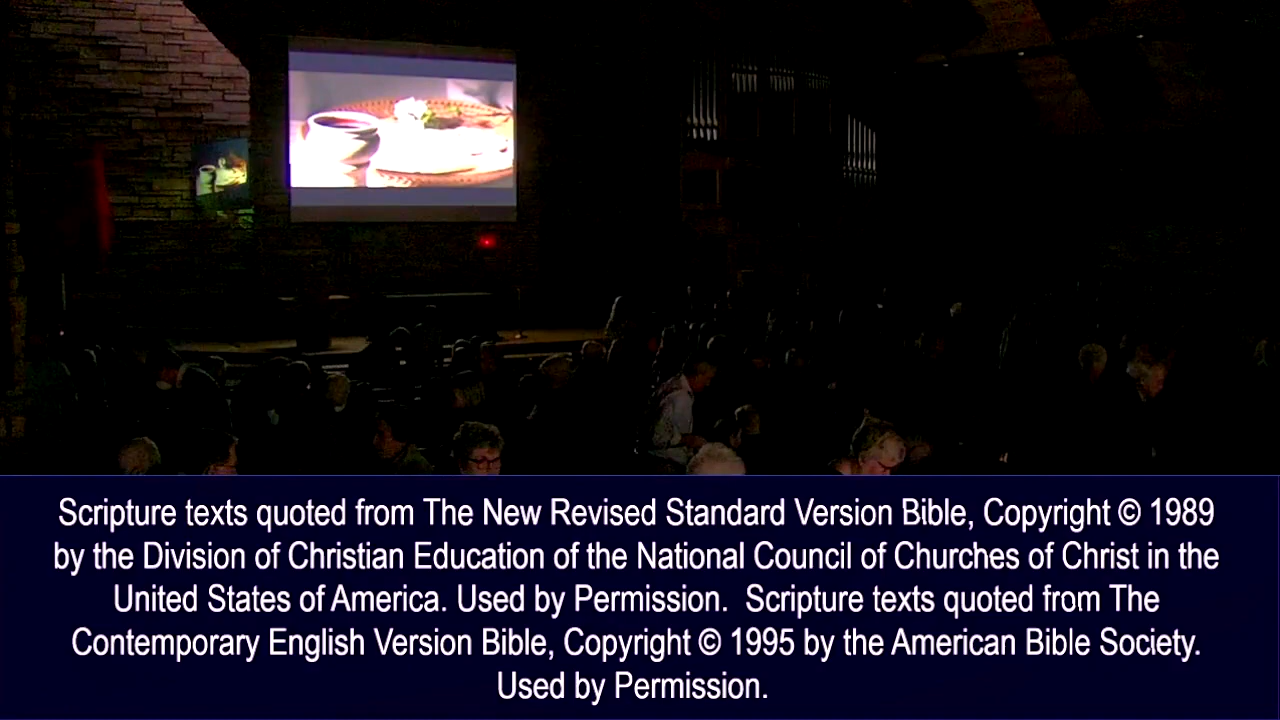 Scripture texts quoted from The New Revised Standard Version Bible, Copyright © 1989
by the Division of Christian Education of the National Council of Churches of Christ in the
United States of America. Used by Permission.  Scripture texts quoted from The
Contemporary English Version Bible, Copyright © 1995 by the American Bible Society.
Used by Permission.